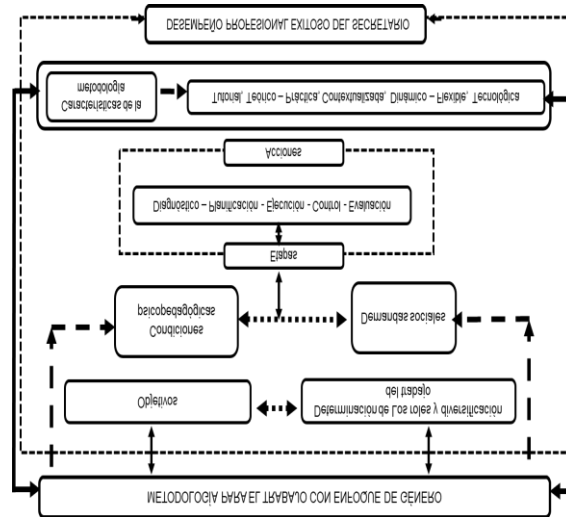 METODOLOGÍA PARA EL TRABAJO CON ENFOQUE DE GÉNERO
Objetivos
Determinación de Los roles y diversificación
del trabajo
Condiciones
psicopedagógicas
Demandas sociales
Etapas
Diagnóstico – Planificación - Ejecución - Control - Evaluación
Acciones
Características de la
metodología
Tutorial, Teórico – Práctica, Contextualizada, Dinámico – Flexible, Tecnológica
DESEMPEÑO PROFESIONAL EXITOSO DEL SECRETARIO